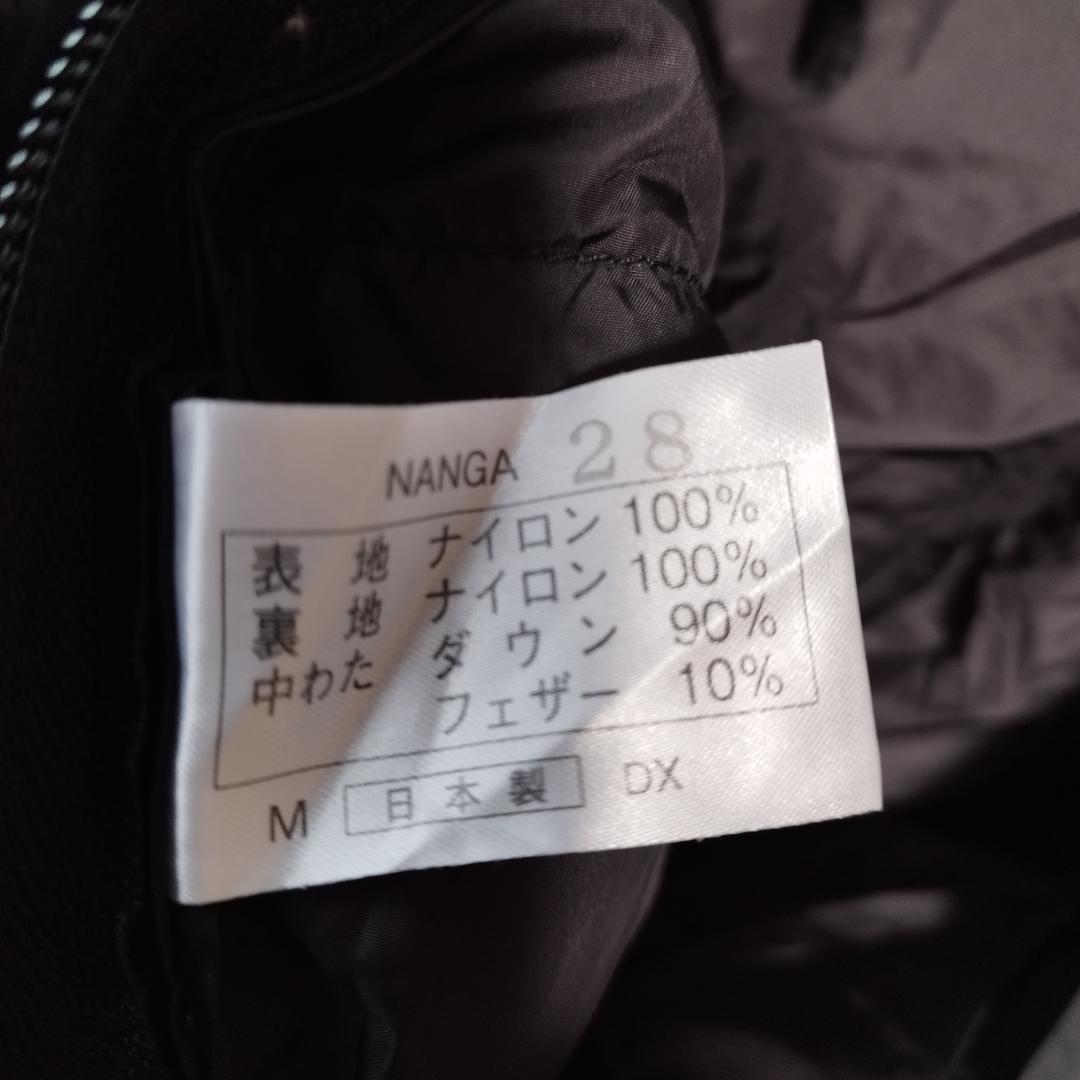 NANGA 28
表地 ナイロン 100%
裏地 ナイロン 100%
中わた ダウン 90%
フェザー 10%
M 日本製 DX